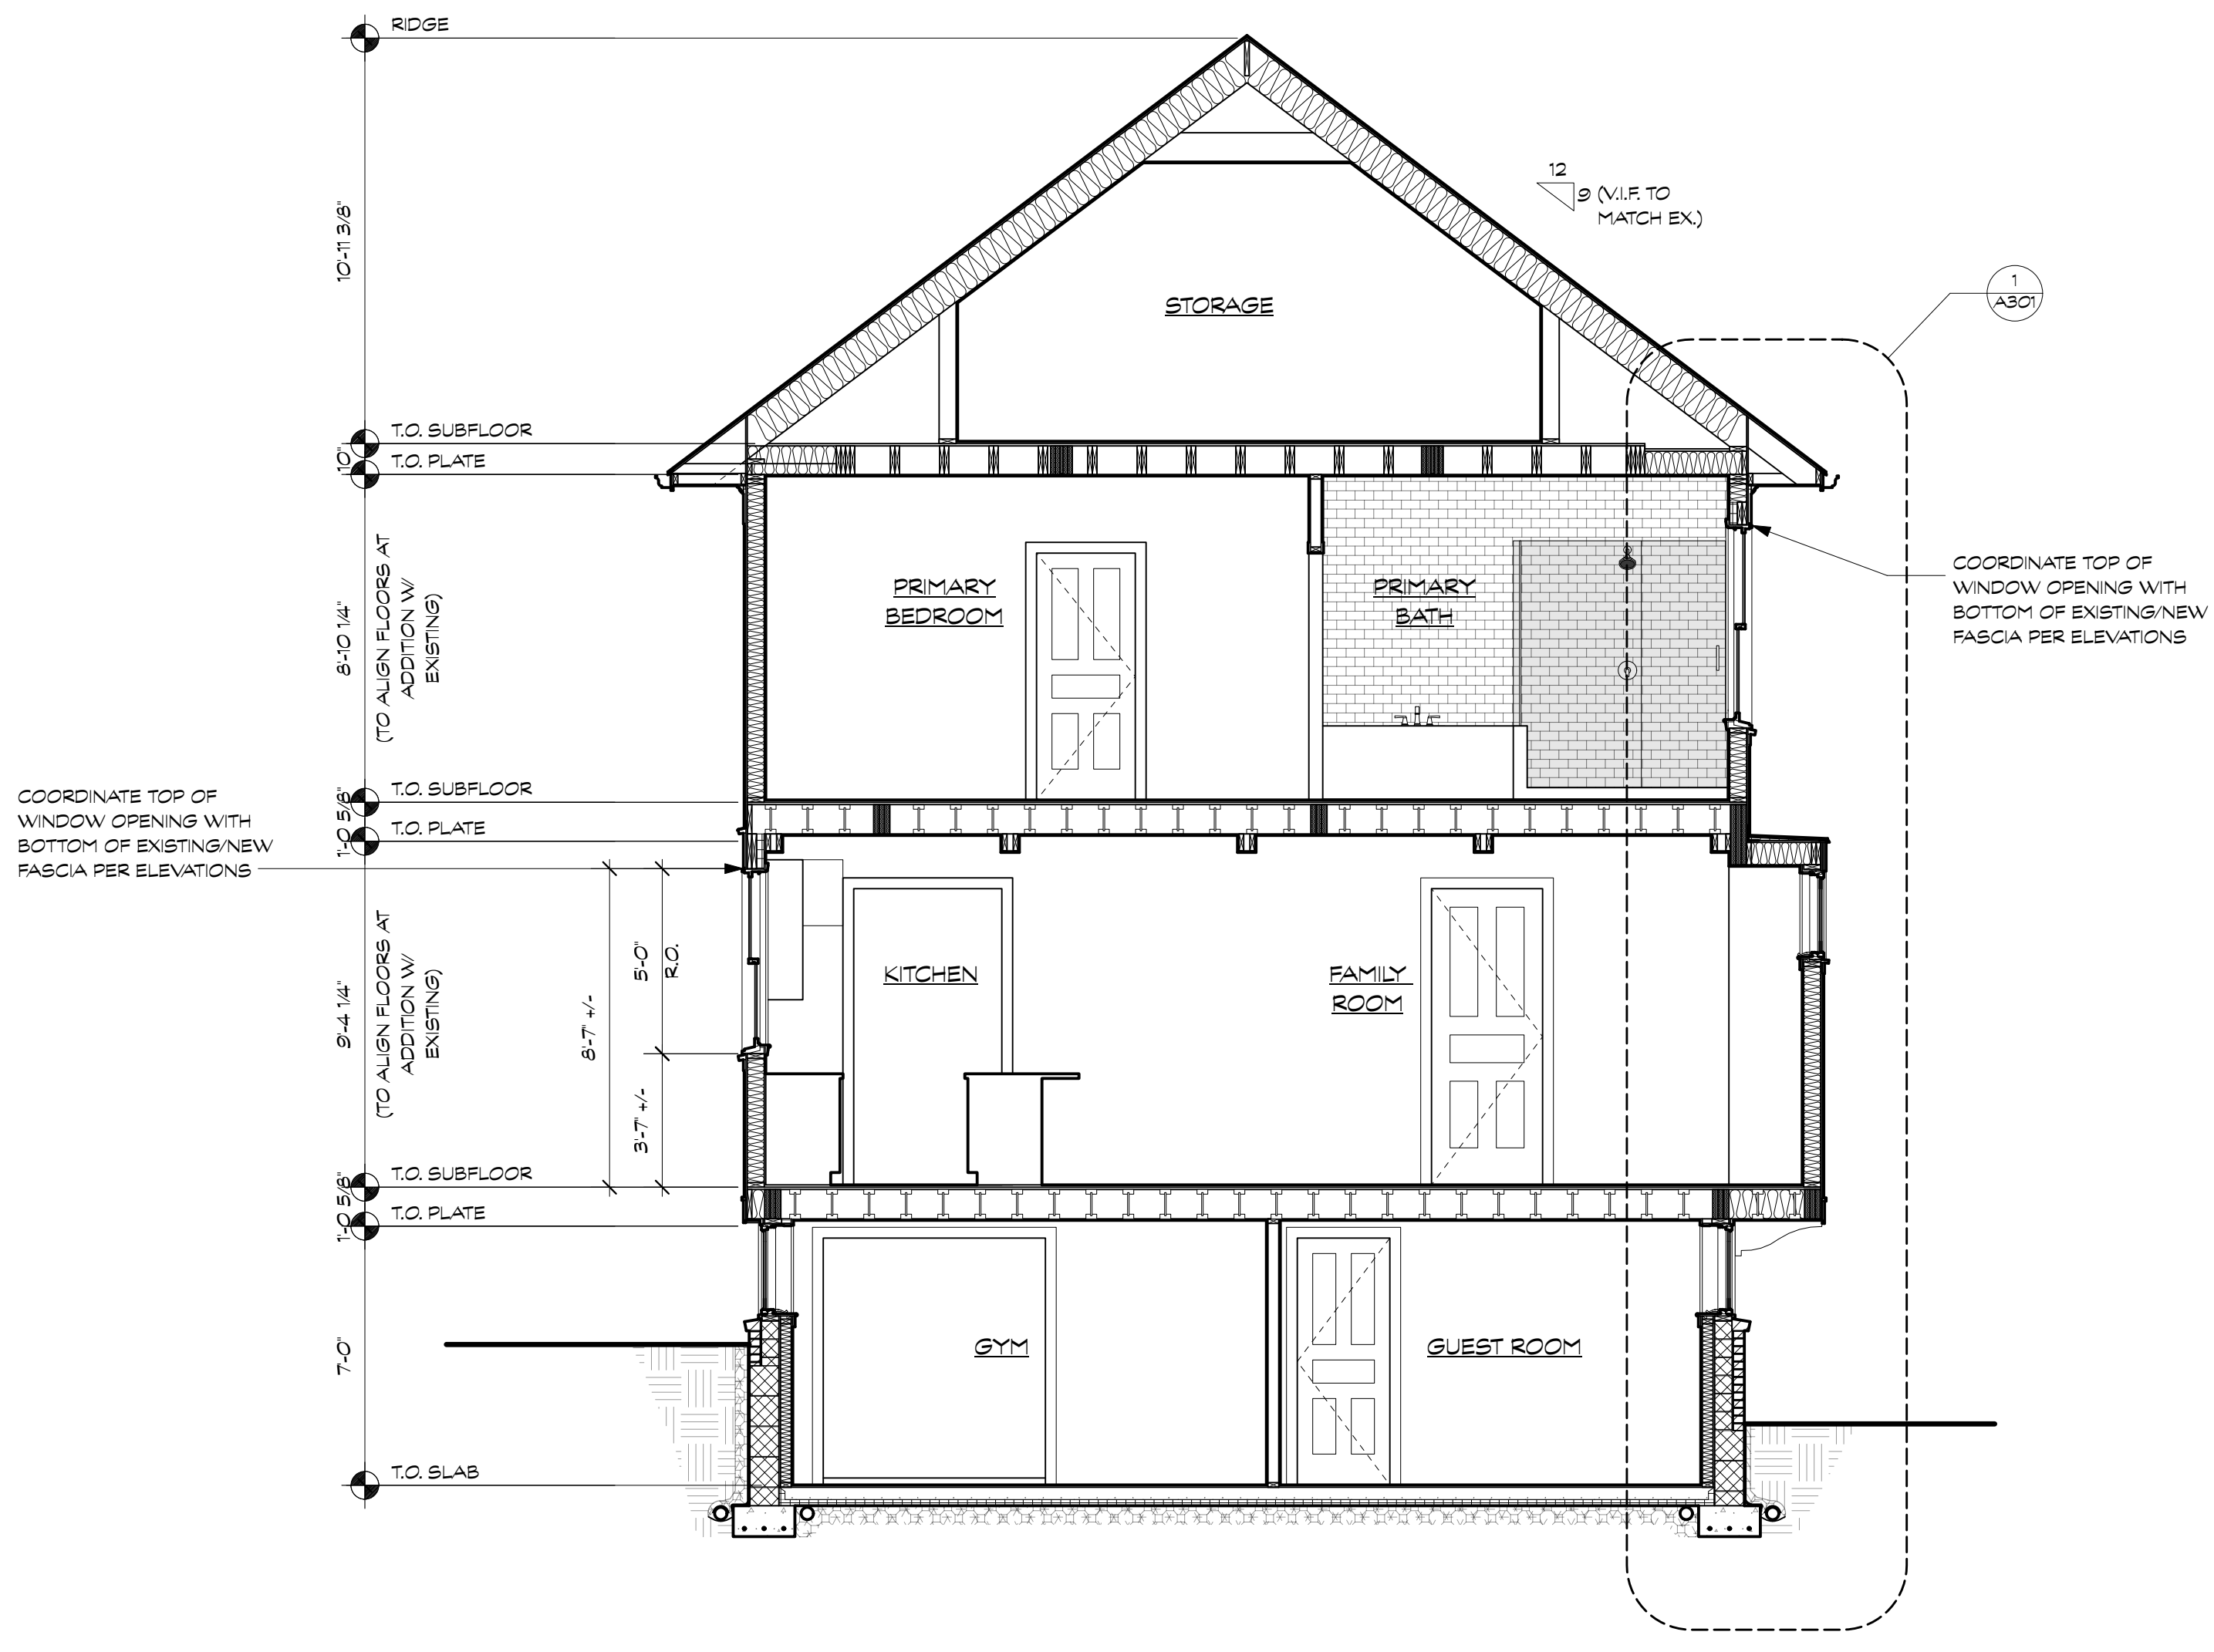 RIDGE
12
9 (V.I.F. TO
MATCH EX.)
10'-11 3/8"
1
A301
STORAGE
T.O. SUBFLOOR
10"
T.O. PLATE
8'-10 1/4"
(TO ALIGN FLOORS AT
ADDITION W/
EXISTING)
PRIMARY
BEDROOM
PRIMARY
BATH
COORDINATE TOP OF
WINDOW OPENING WITH
BOTTOM OF EXISTING/NEW
FASCIA PER ELEVATIONS
T.O. SUBFLOOR
1'-0 5/8"
T.O. PLATE
COORDINATE TOP OF
WINDOW OPENING WITH
BOTTOM OF EXISTING/NEW
FASCIA PER ELEVATIONS
9'-4 1/4"
(TO ALIGN FLOORS AT
ADDITION W/
EXISTING)
8'-7" +/-
5'-0"
R.O.
3'-7" +/-
KITCHEN
FAMILY
ROOM
T.O. SUBFLOOR
1'-0 5/8"
T.O. PLATE
7'-0"
GYM
GUEST ROOM
T.O. SLAB